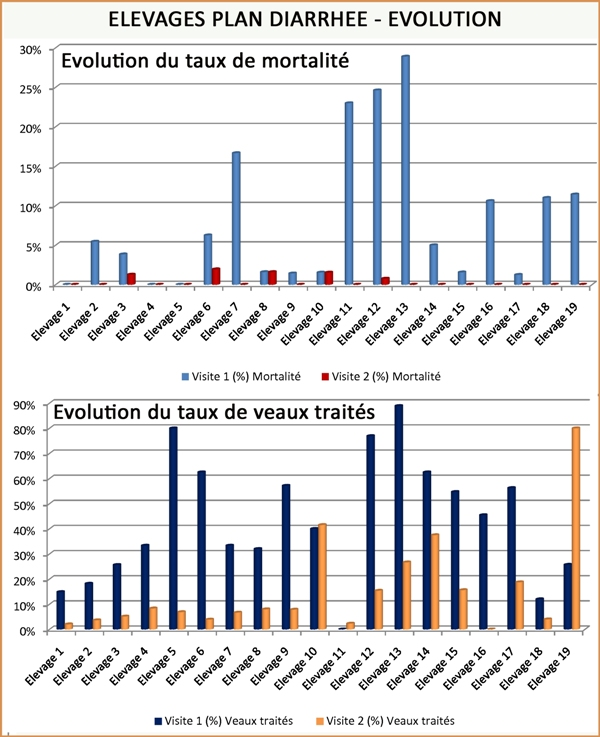 ELEVAGES PLAN DIARRHEE - EVOLUTION
Evolution du taux de mortalité
30%
25%
20%
15%
10%
5%
0%
Elevage 1
Elevage 2
Elevage 3
Elevage 4
Elevage 5
Elevage 6
Elevage 7
Elevage 8
Elevage 9
Elevage 10
Elevage 11
Elevage 12
Elevage 13
Elevage 14
Elevage 15
Elevage 16
Elevage 17
Elevage 18
Elevage 19
Visite 1 (%) Mortalité Visite 2 (%) Mortalité
Evolution du taux de veaux traités
90%
80%
70%
60%
50%
40%
30%
20%
10%
0%
Elevage 1
Elevage 2
Elevage 3
Elevage 4
Elevage 5
Elevage 6
Elevage 7
Elevage 8
Elevage 9
Elevage 10
Elevage 11
Elevage 12
Elevage 13
Elevage 14
Elevage 15
Elevage 16
Elevage 17
Elevage 18
Elevage 19
Visite 1 (%) Veaux traités Visite 2 (%) Veaux traités